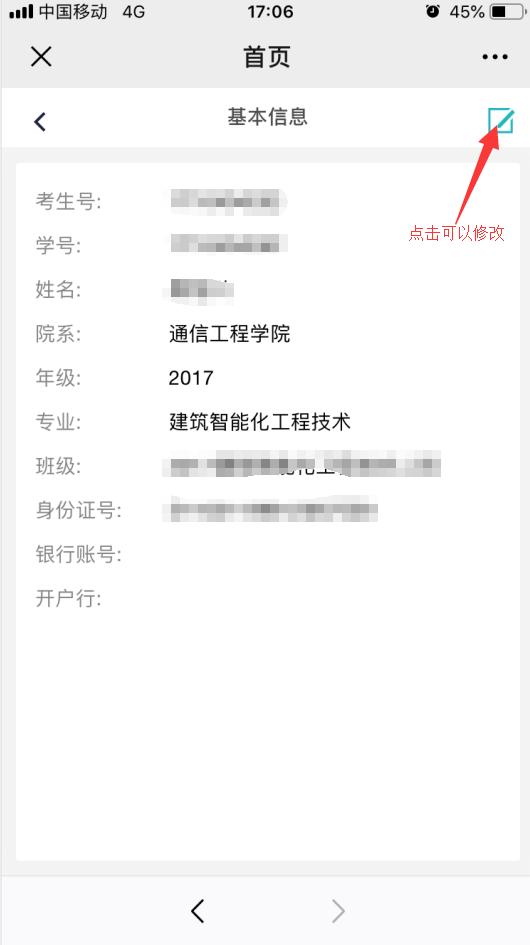 中国移动 4G 17:06 45%
首页
基本信息
点击可以修改
考生号:
学号:
姓名:
院系: 通信工程学院
年级: 2017
专业: 建筑智能化工程技术
班级:
身份证号:
银行账号:
开户行: